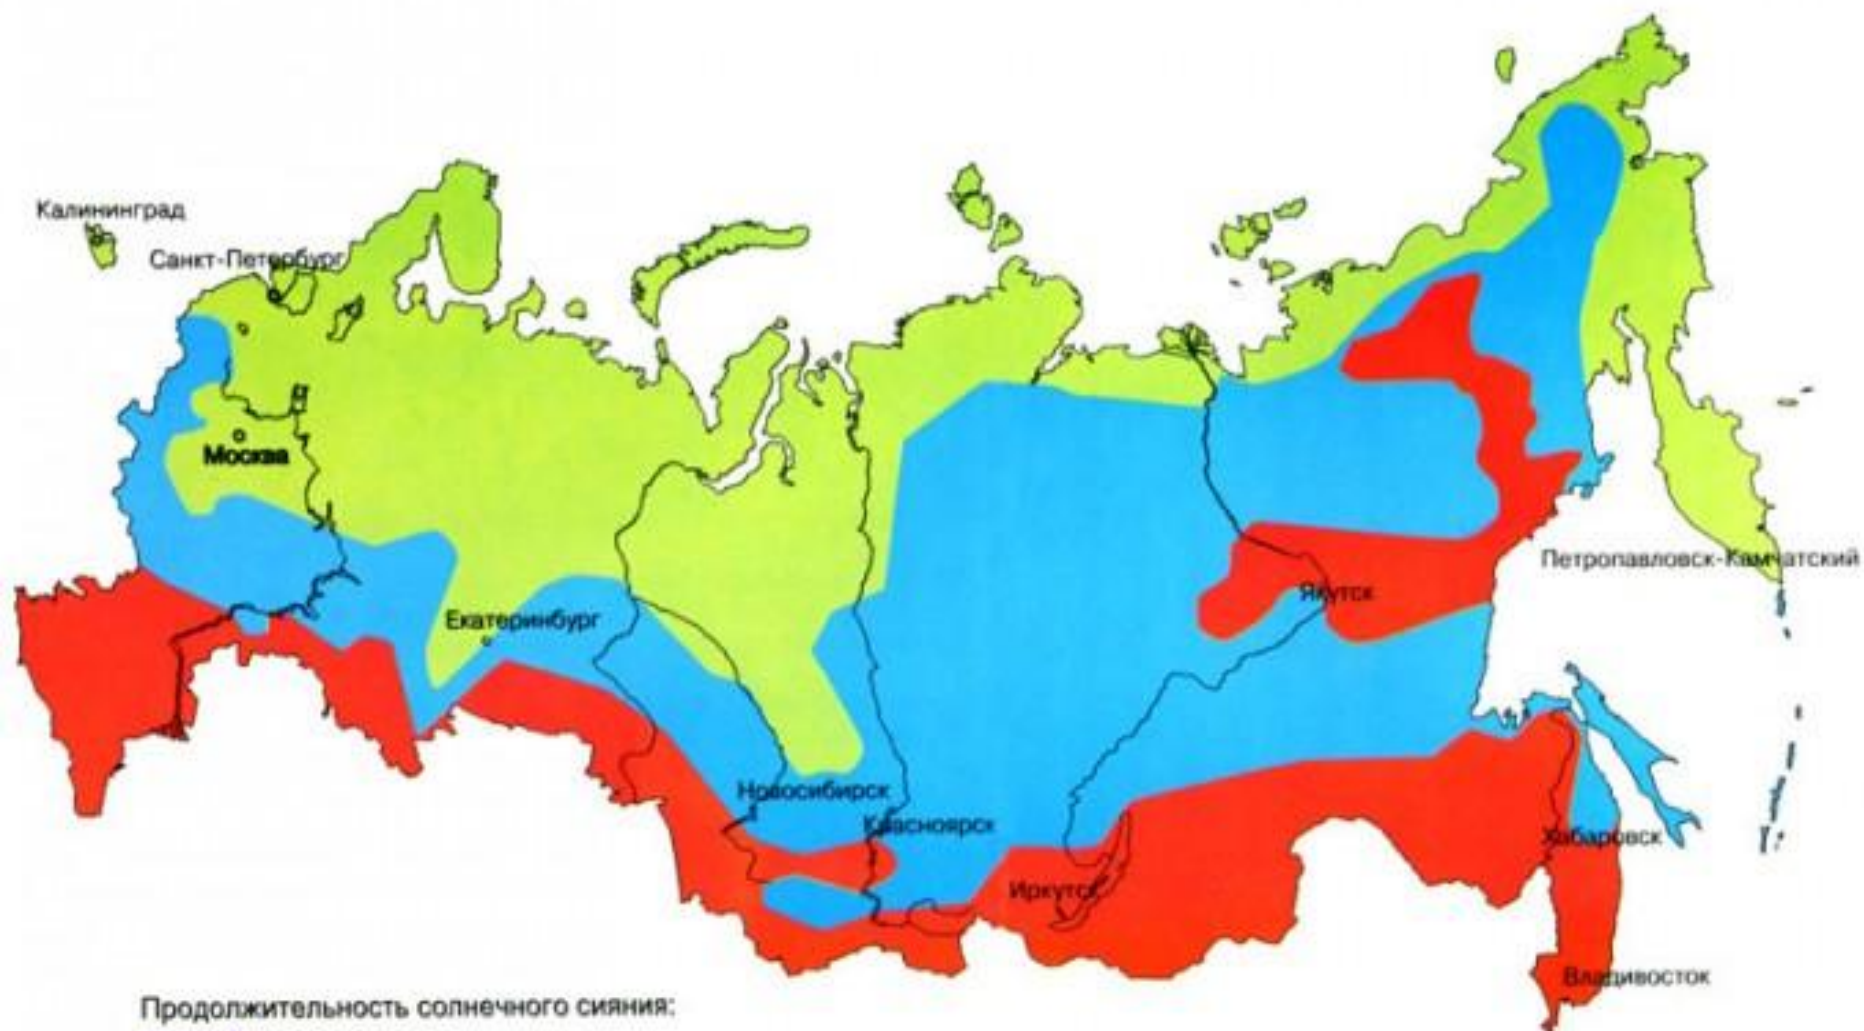 Калининград
Санкт-Петербург
Москва
Петропавловск-Камчатский
Якутск
Екатеринбург
Новосибирск
Красноярск
Хабаровск
Иркутск
Владивосток
Продолжительность солнечного сияния: